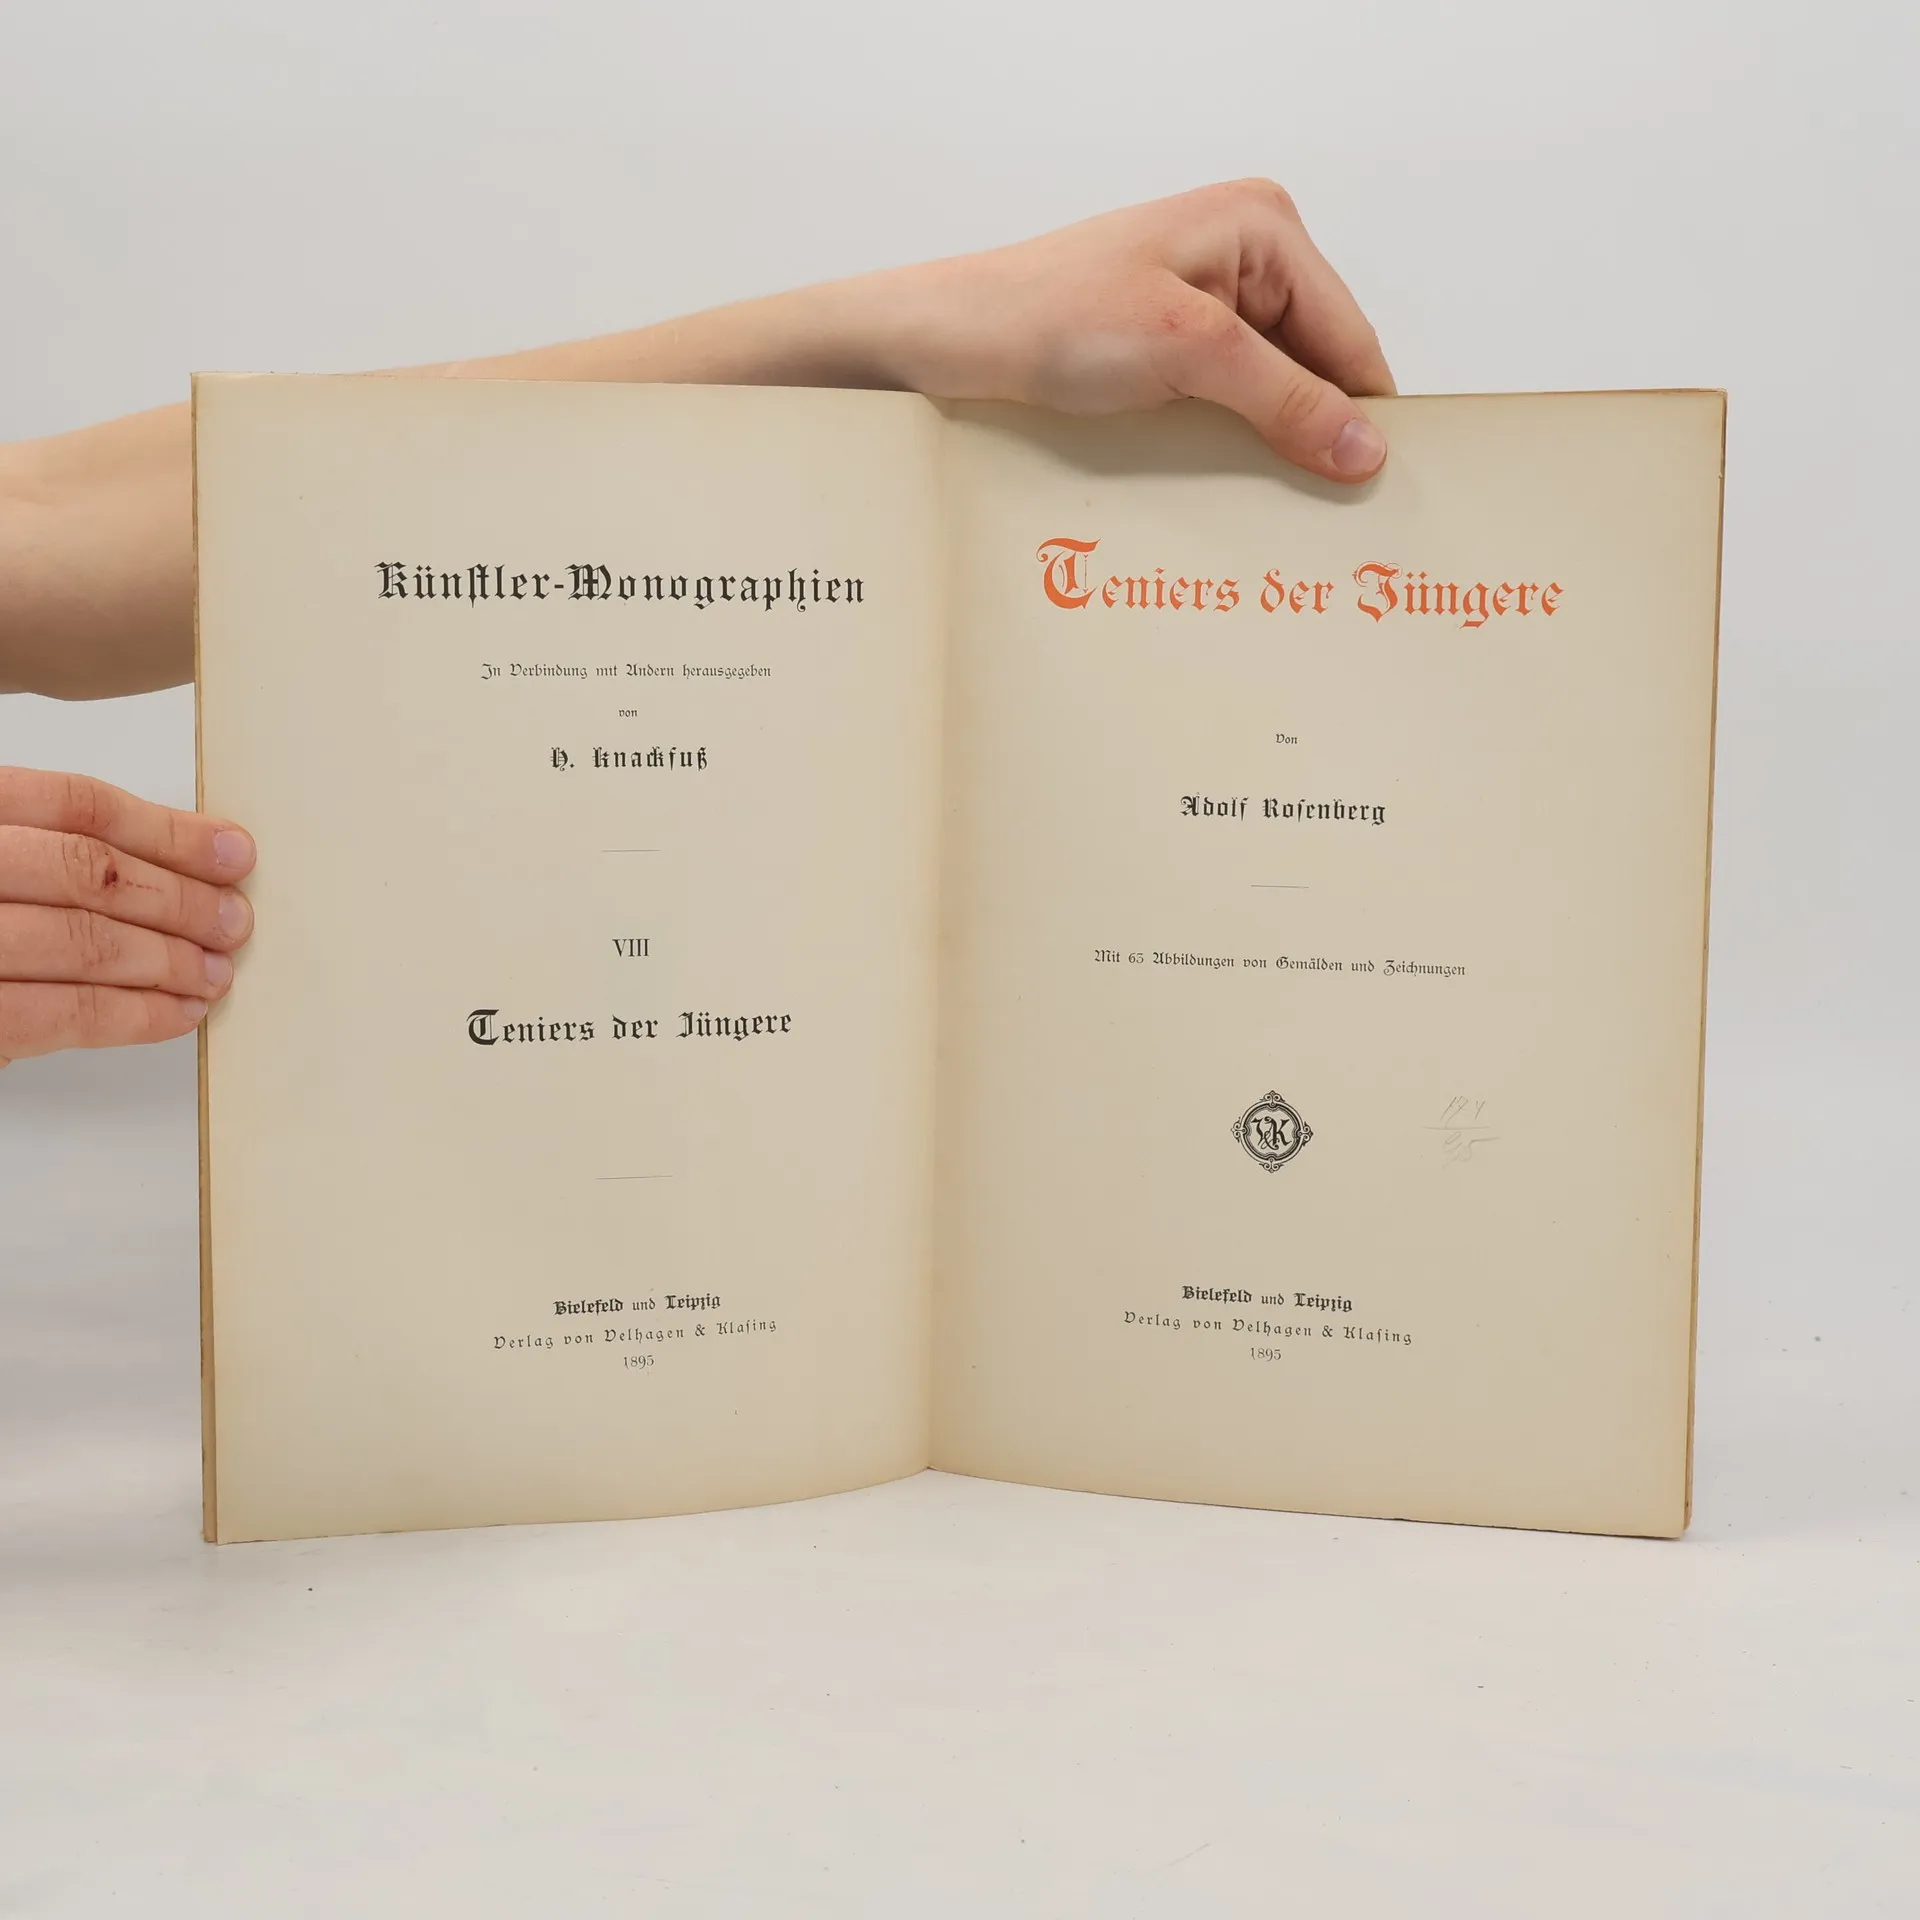 Künstler-Monographien
In Verbindung mit Andern herausgegeben
von
H. Knackfuß
VIII
Teniers der Jüngere
Bielefeld und Leipzig
Verlag von Velhagen & Klasing
1895
Teniers der Jüngere
Von
Adolf Rosenberg
Mit 63 Abbildungen von Gemälden und Zeichnungen
V&K
Bielefeld und Leipzig
Verlag von Velhagen & Klasing
1895